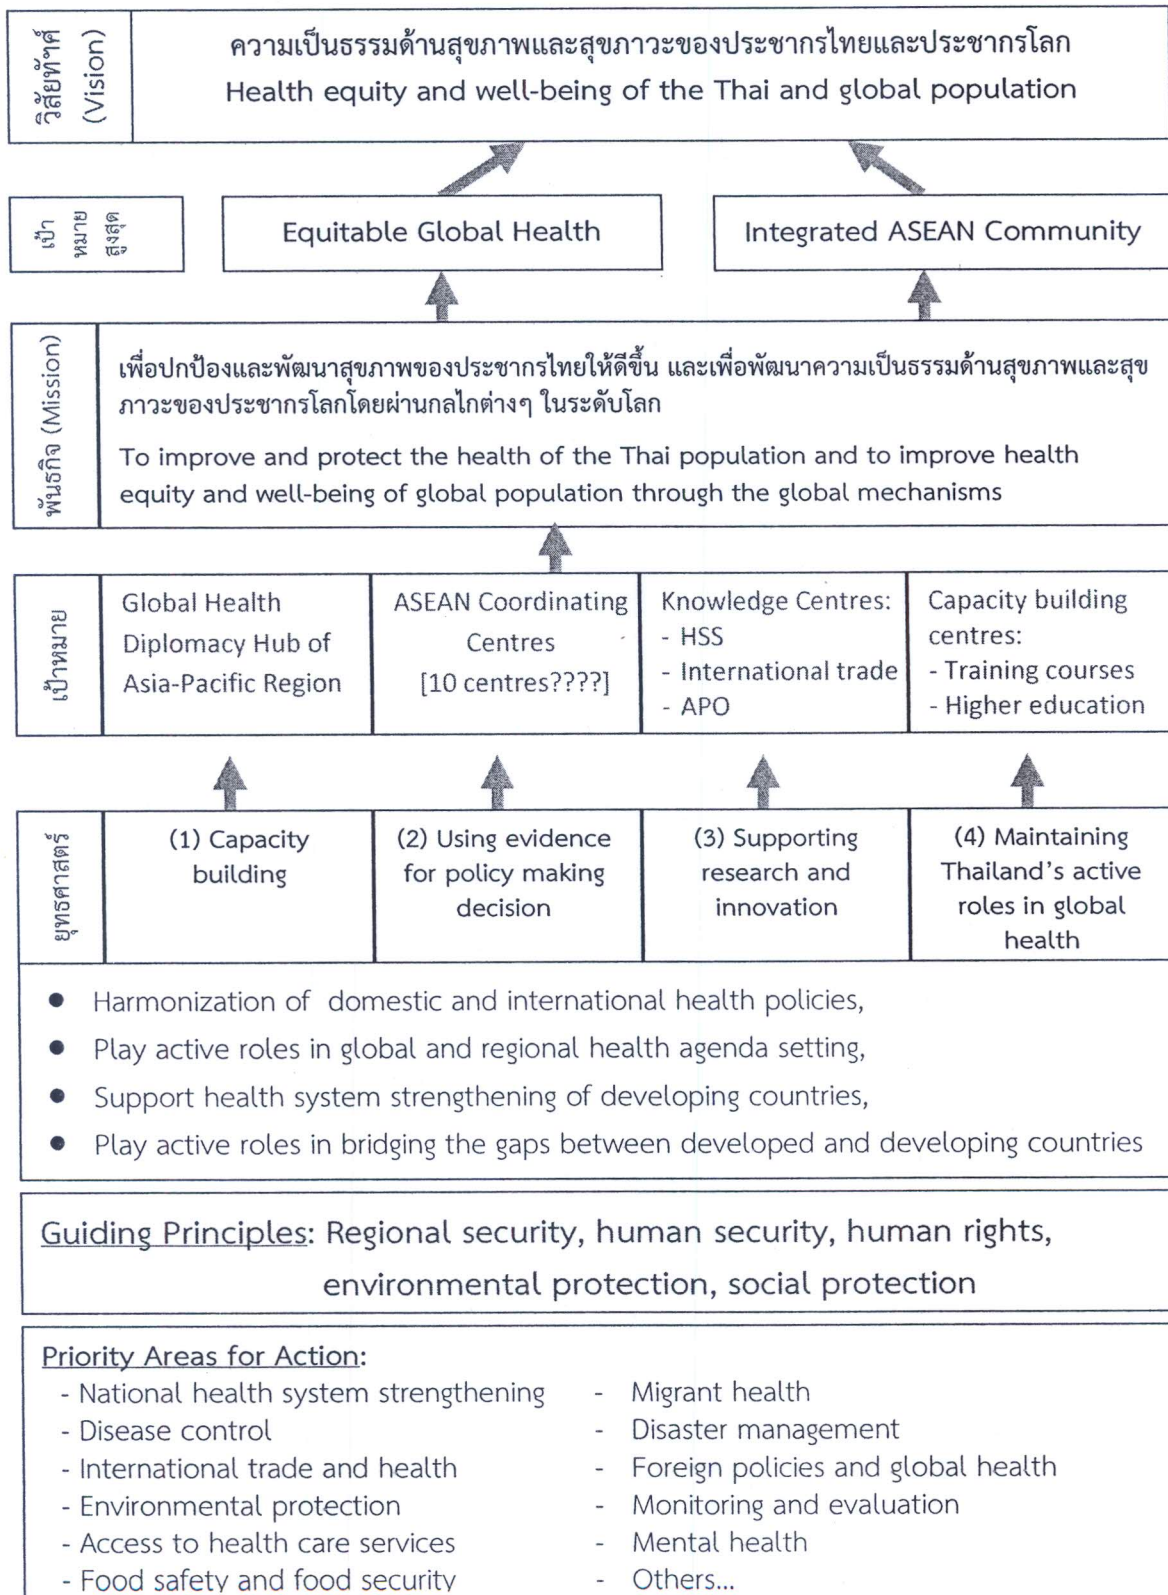 วิสัยทัศน์
(Vision)
ความเป็นธรรมด้านสุขภาพและสุขภาวะของประชากรไทยและประชากรโลก
Health equity and well-being of the Thai and global population
เป้า
หมาย
สูงสุด
Equitable Global Health
Integrated ASEAN Community
พันธกิจ (Mission)
เพื่อปกป้องและพัฒนาสุขภาพของประชากรไทยให้ดีขึ้น และเพื่อพัฒนาความเป็นธรรมด้านสุขภาพและสุข
ภาวะของประชากรโลกโดยผ่านกลไกต่างๆ ในระดับโลก
To improve and protect the health of the Thai population and to improve health
equity and well-being of global population through the global mechanisms
เป้าหมาย
Global Health
Diplomacy Hub of
Asia-Pacific Region
ASEAN Coordinating
Centres
[10 centres????]
Knowledge Centres:
- HSS
- International trade
- APO
Capacity building
centres:
- Training courses
- Higher education
ยุทธศาสตร์
(1) Capacity
building
(2) Using evidence
for policy making
decision
(3) Supporting
research and
innovation
(4) Maintaining
Thailand's active
roles in global
health
● Harmonization of domestic and international health policies,
● Play active roles in global and regional health agenda setting,
● Support health system strengthening of developing countries,
● Play active roles in bridging the gaps between developed and developing countries
Guiding Principles: Regional security, human security, human rights,
environmental protection, social protection
Priority Areas for Action:
- National health system strengthening
- Disease control
- International trade and health
- Environmental protection
- Access to health care services
- Food safety and food security
- Migrant health
- Disaster management
- Foreign policies and global health
- Monitoring and evaluation
- Mental health
- Others...